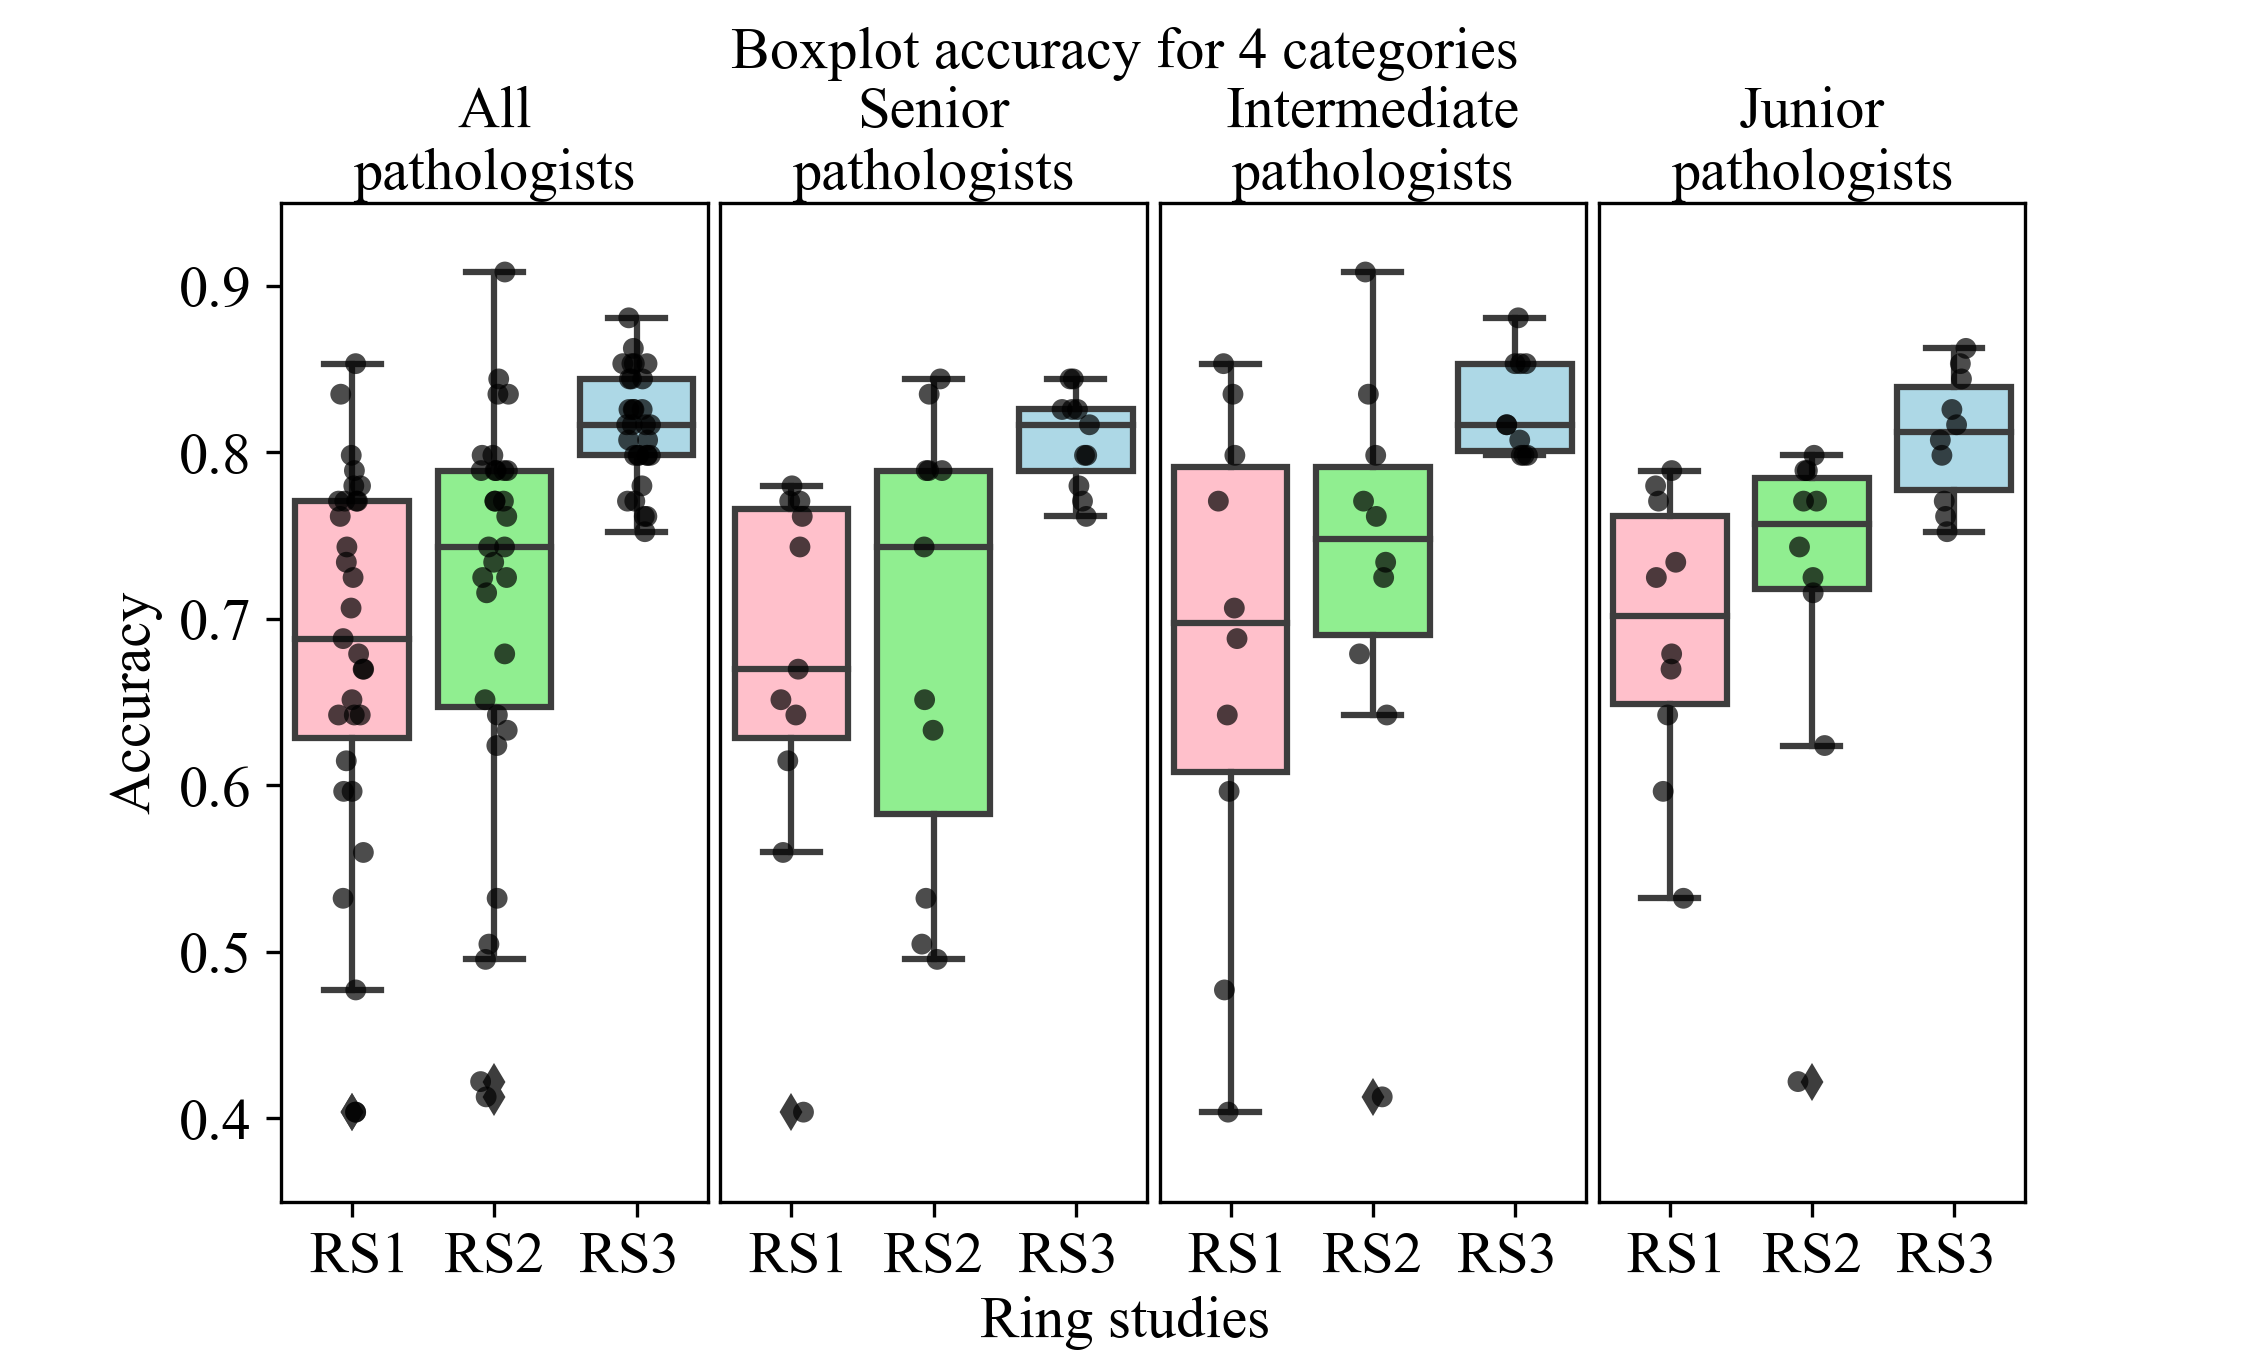 Boxplot accuracy for 4 categories
All
pathologists
Senior
pathologists
Intermediate
pathologists
Junior
pathologists
Accuracy
0.9
0.8
0.7
0.6
0.5
0.4
RS1 RS2 RS3
RS1 RS2 RS3
RS1 RS2 RS3
RS1 RS2 RS3
Ring studies